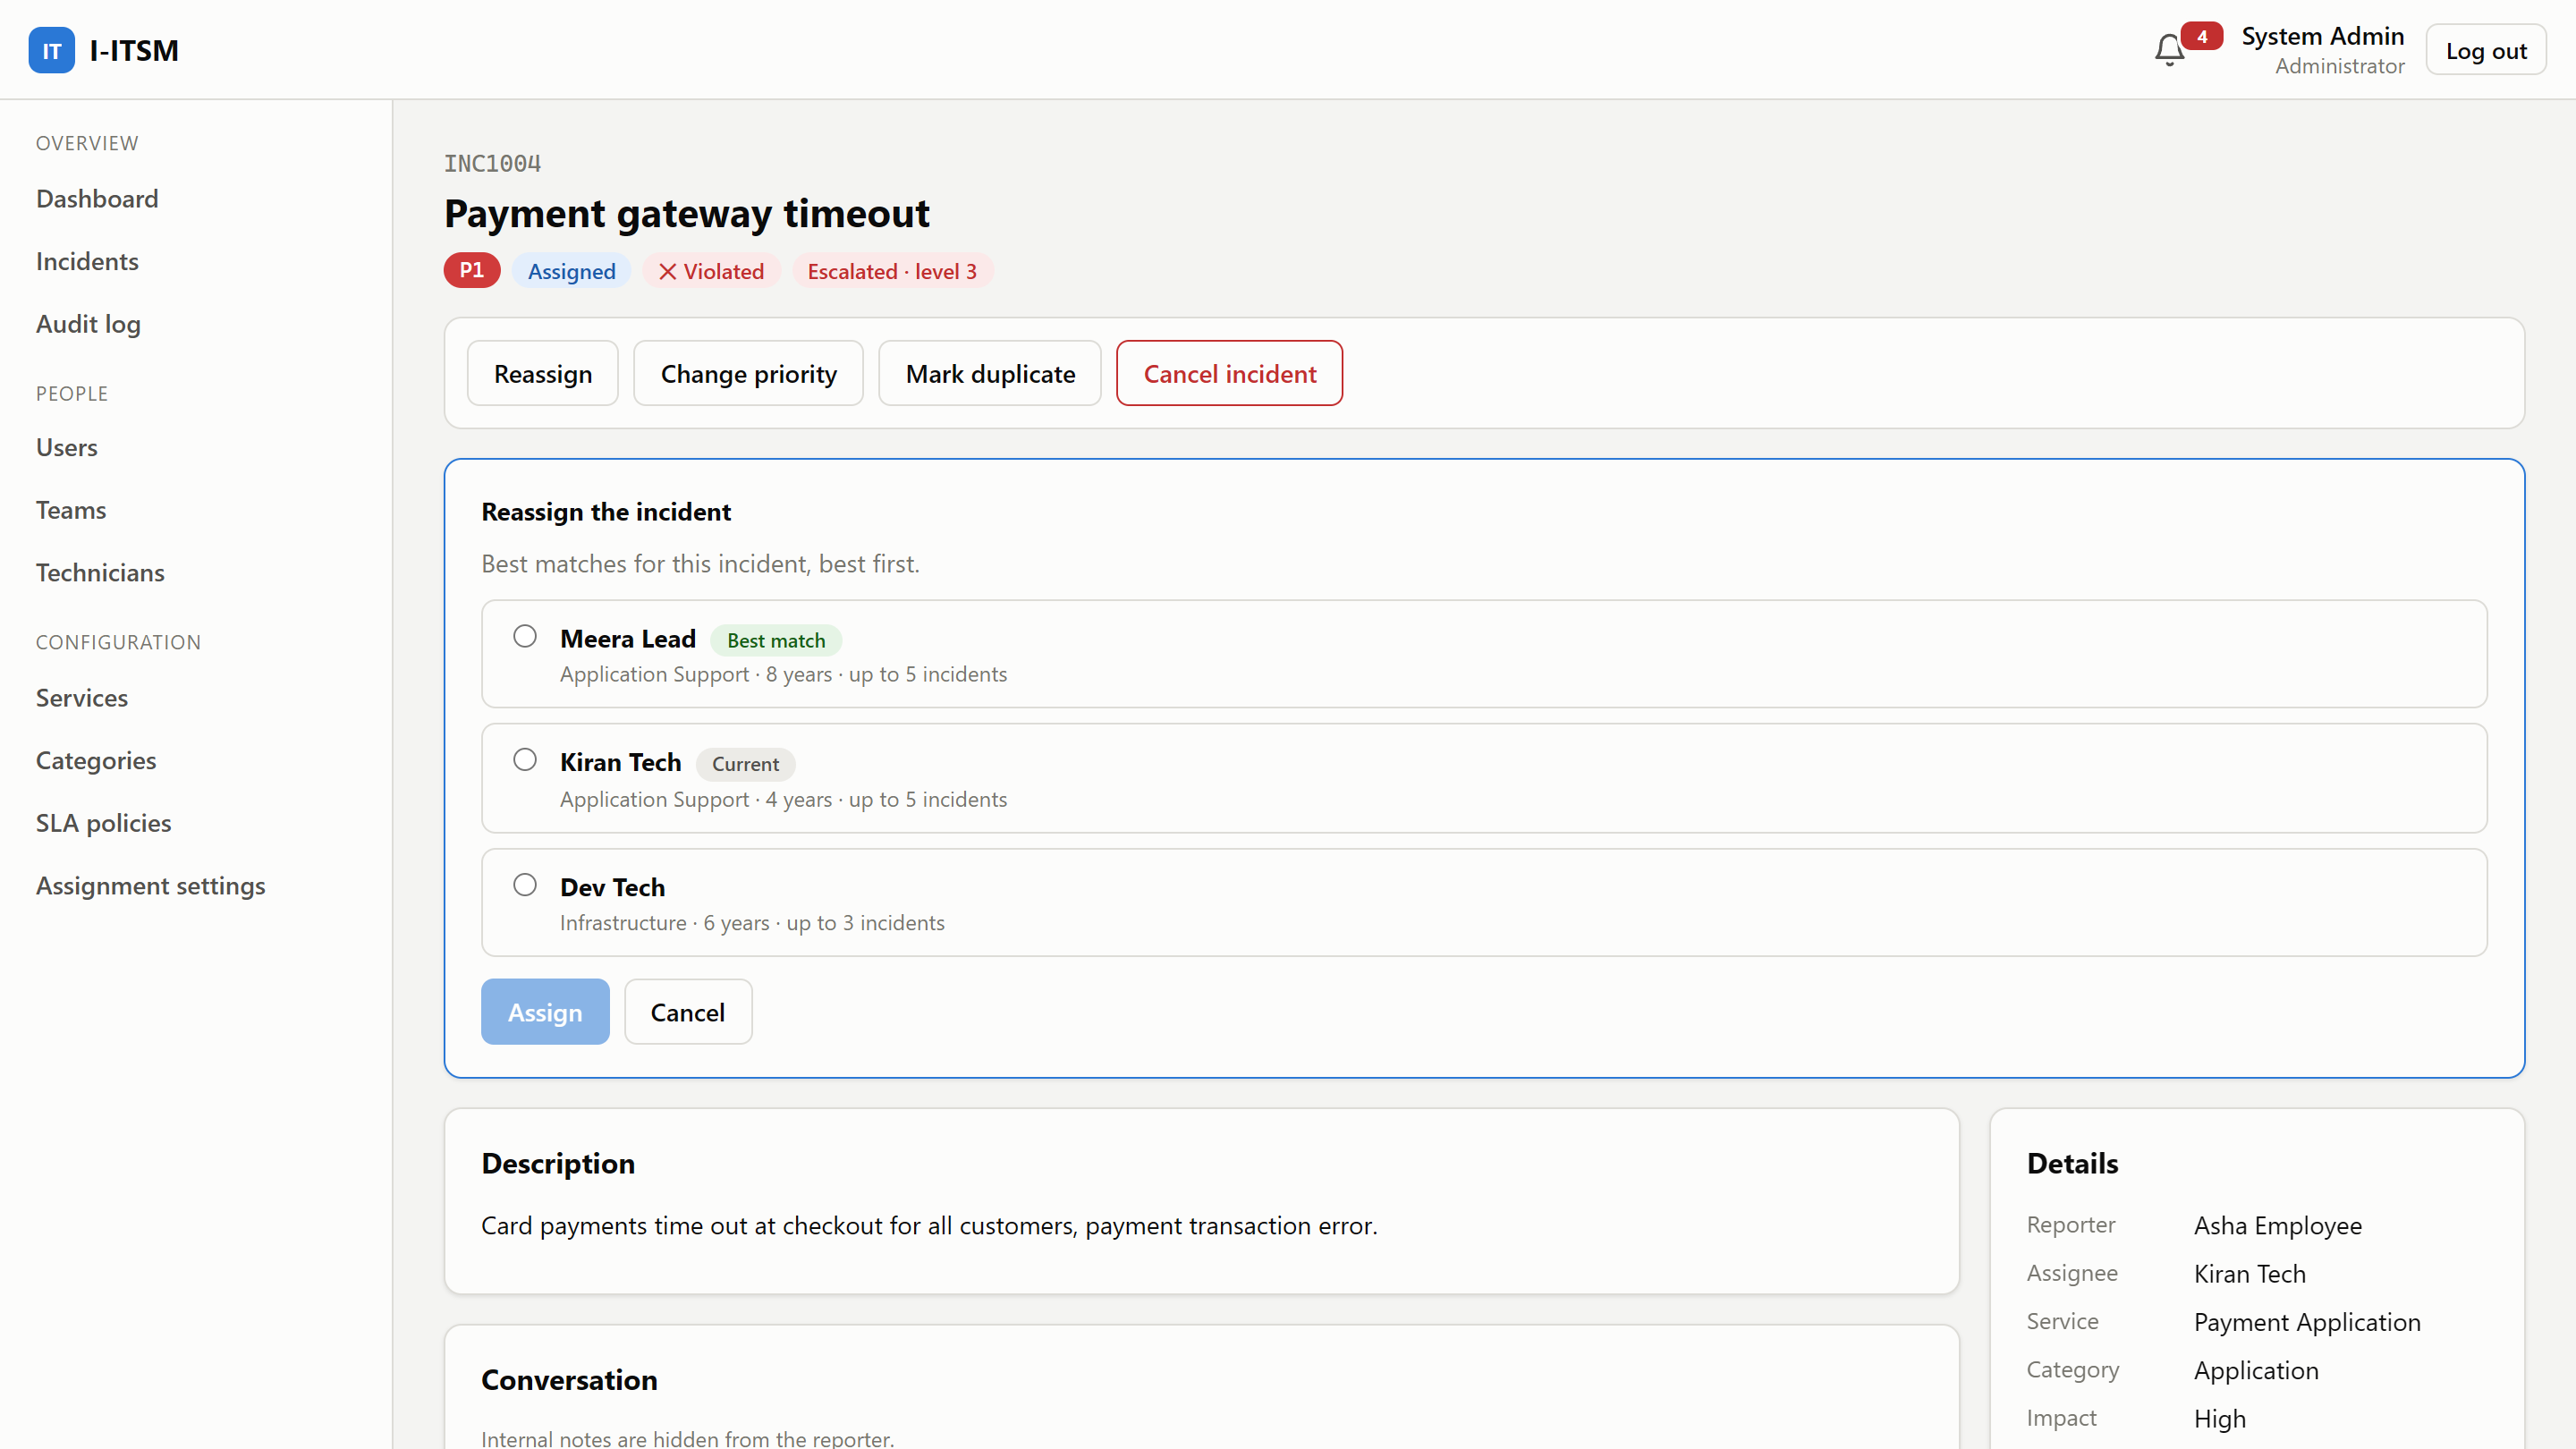 IT I-ITSM
4
System Admin
Administrator
Log out
OVERVIEW
Dashboard
Incidents
Audit log
PEOPLE
Users
Teams
Technicians
CONFIGURATION
Services
Categories
SLA policies
Assignment settings
INC1004
Payment gateway timeout
P1 Assigned ✕ Violated Escalated · level 3
Reassign Change priority Mark duplicate Cancel incident
Reassign the incident
Best matches for this incident, best first.
Meera Lead Best match
Application Support · 8 years · up to 5 incidents
Kiran Tech Current
Application Support · 4 years · up to 5 incidents
Dev Tech
Infrastructure · 6 years · up to 3 incidents
Assign Cancel
Description
Card payments time out at checkout for all customers, payment transaction error.
Conversation
Internal notes are hidden from the reporter.
Details
Reporter Asha Employee
Assignee Kiran Tech
Service Payment Application
Category Application
Impact High